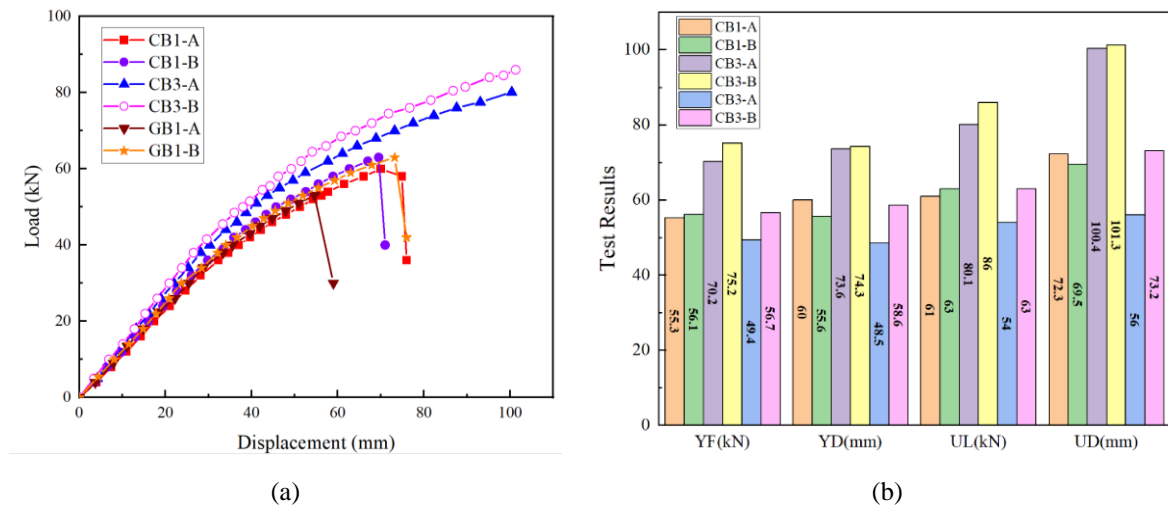 100
80
60
40
20
0
Load (kN)
CB1-A
CB1-B
CB3-A
CB3-B
GB1-A
GB1-B
0 20 40 60 80 100
Displacement (mm)
(a)
100
80
60
40
20
0
Test Results
CB1-A
CB1-B
CB3-A
CB3-B
CB3-A
CB3-B
55.3 56.1 70.2 75.2 49.4 56.7
60 55.6 73.6 74.3 48.5 58.6
61 63 80.1 86 54 63
72.3 69.5 100.4 101.3 56 73.2
YF(kN) YD(mm) UL(kN) UD(mm)
(b)